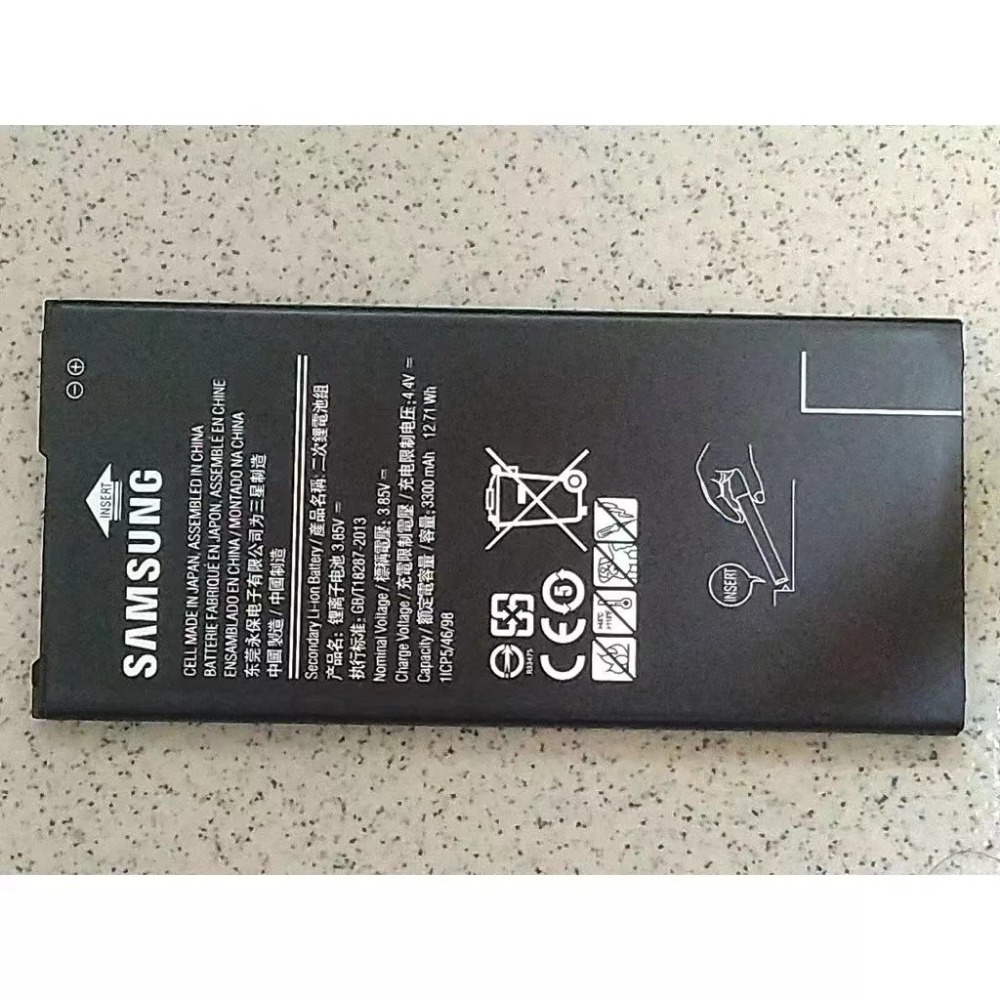 INSERT
SAMSUNG
CELL MADE IN JAPAN, ASSEMBLED IN CHINA
BATTERIE FABRIQUÉ EN JAPON, ASSEMBLÉ EN CHINE
ENSAMBLADO EN CHINA / MONTADO NA CHINA
东莞永保电子有限公司为三星制造
中國製造 / 中國制造
Secondary Li-ion Battery / 產品名稱: 二次鋰電池組
产品名: 锂离子电池 3.85V
执行标准: GB/T18287-2013
Nominal Voltage / 標稱電壓: 3.85V
Charge Voltage / 充電限制電壓 / 充电限制电压: 4.4V
Capacity / 額定電容量 / 容量: 3300 mAh 12.71 Wh
1ICP5/46/98
CE
5
INSERT